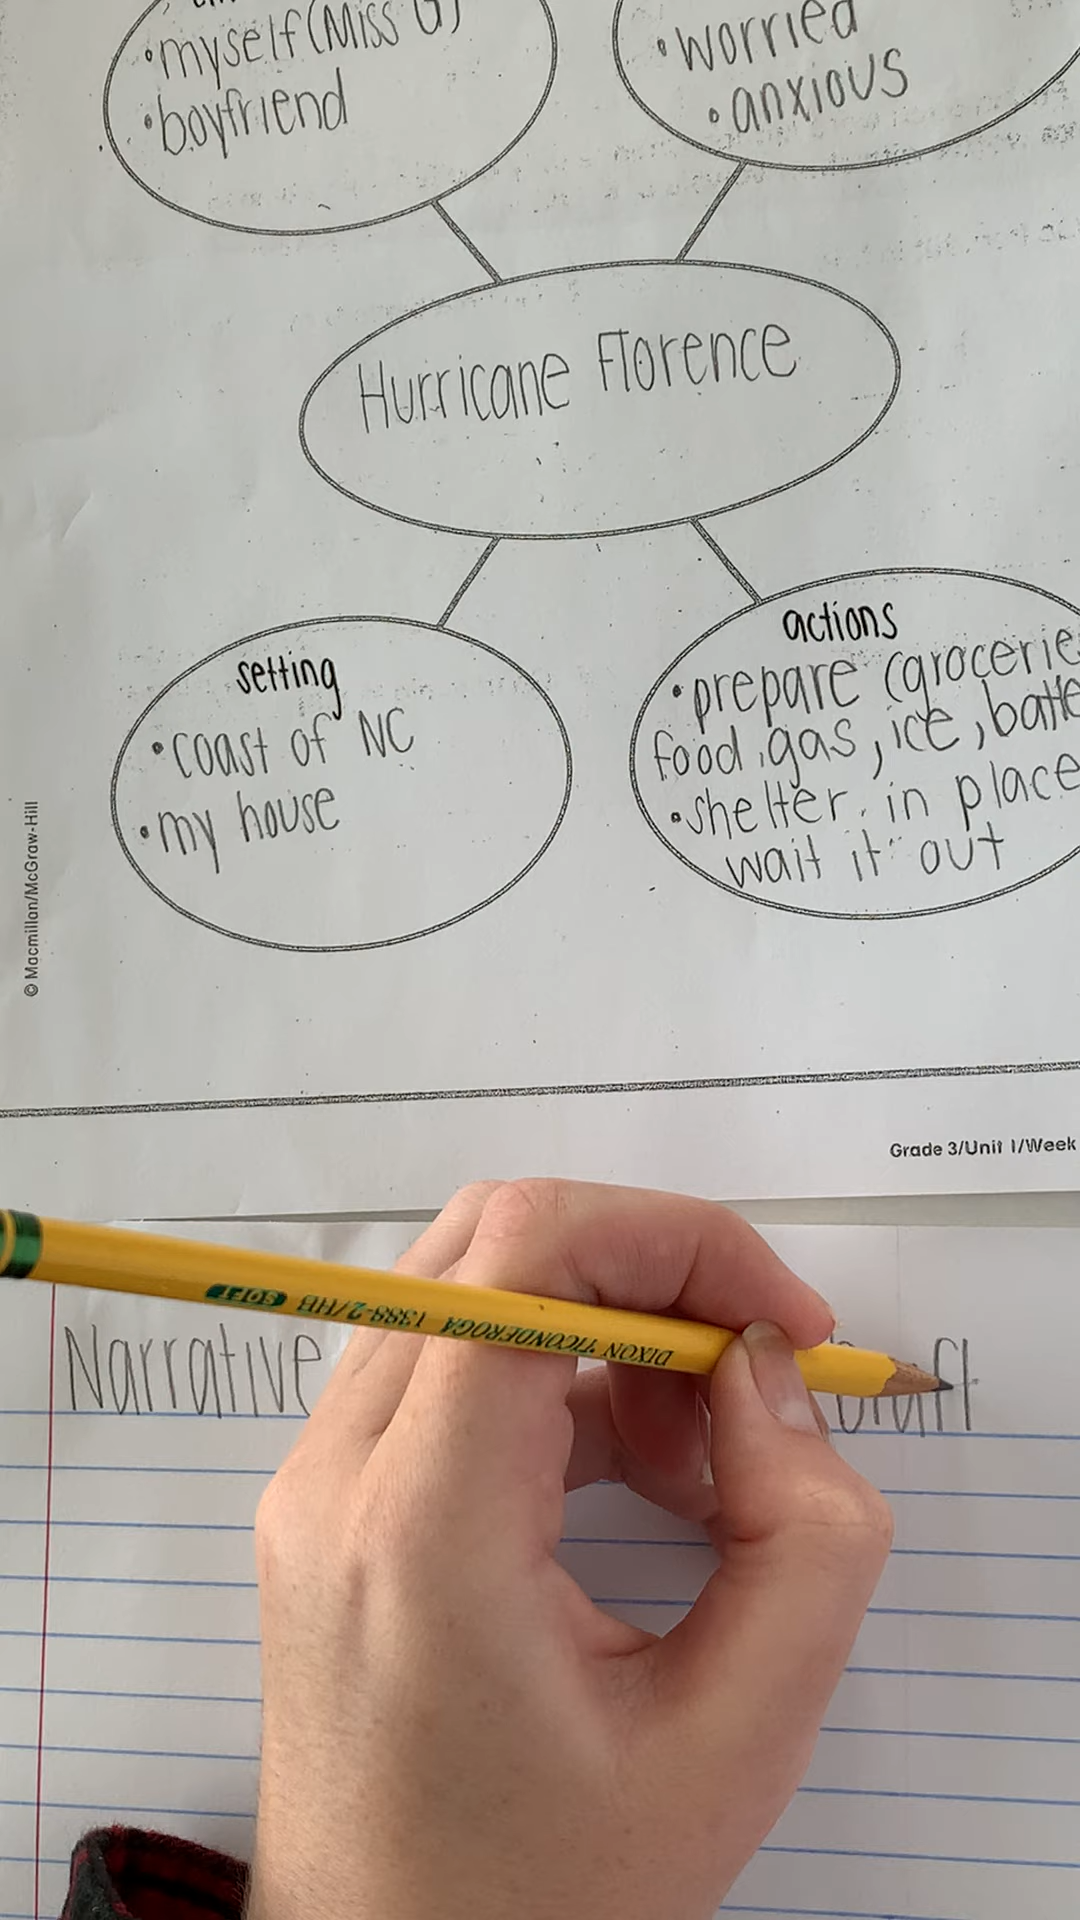 myself (Miss G)
• boyfriend
• worried
• anxious
Hurricane Florence
setting
• coast of NC
• my house
actions
• prepare (grocerie
food, gas, ice, batte
• shelter in place
wait it out
© Macmillan/McGraw-Hill
Grade 3/Unit 1/Week
DIXON TICONDEROGA 1388-2/HB SOFT
Narrative
Draft